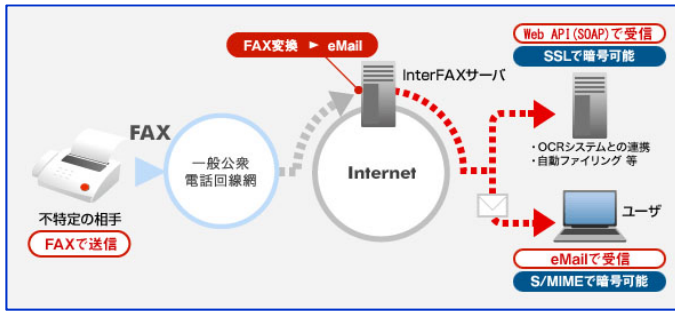 Web API(SOAP)で受信
SSLで暗号可能
FAX変換 ► eMail
InterFAXサーバ
FAX
一般公衆
電話回線網
Internet
・OCRシステムとの連携
・自動ファイリング 等
不特定の相手
FAXで送信
ユーザ
eMailで受信
S/MIMEで暗号可能